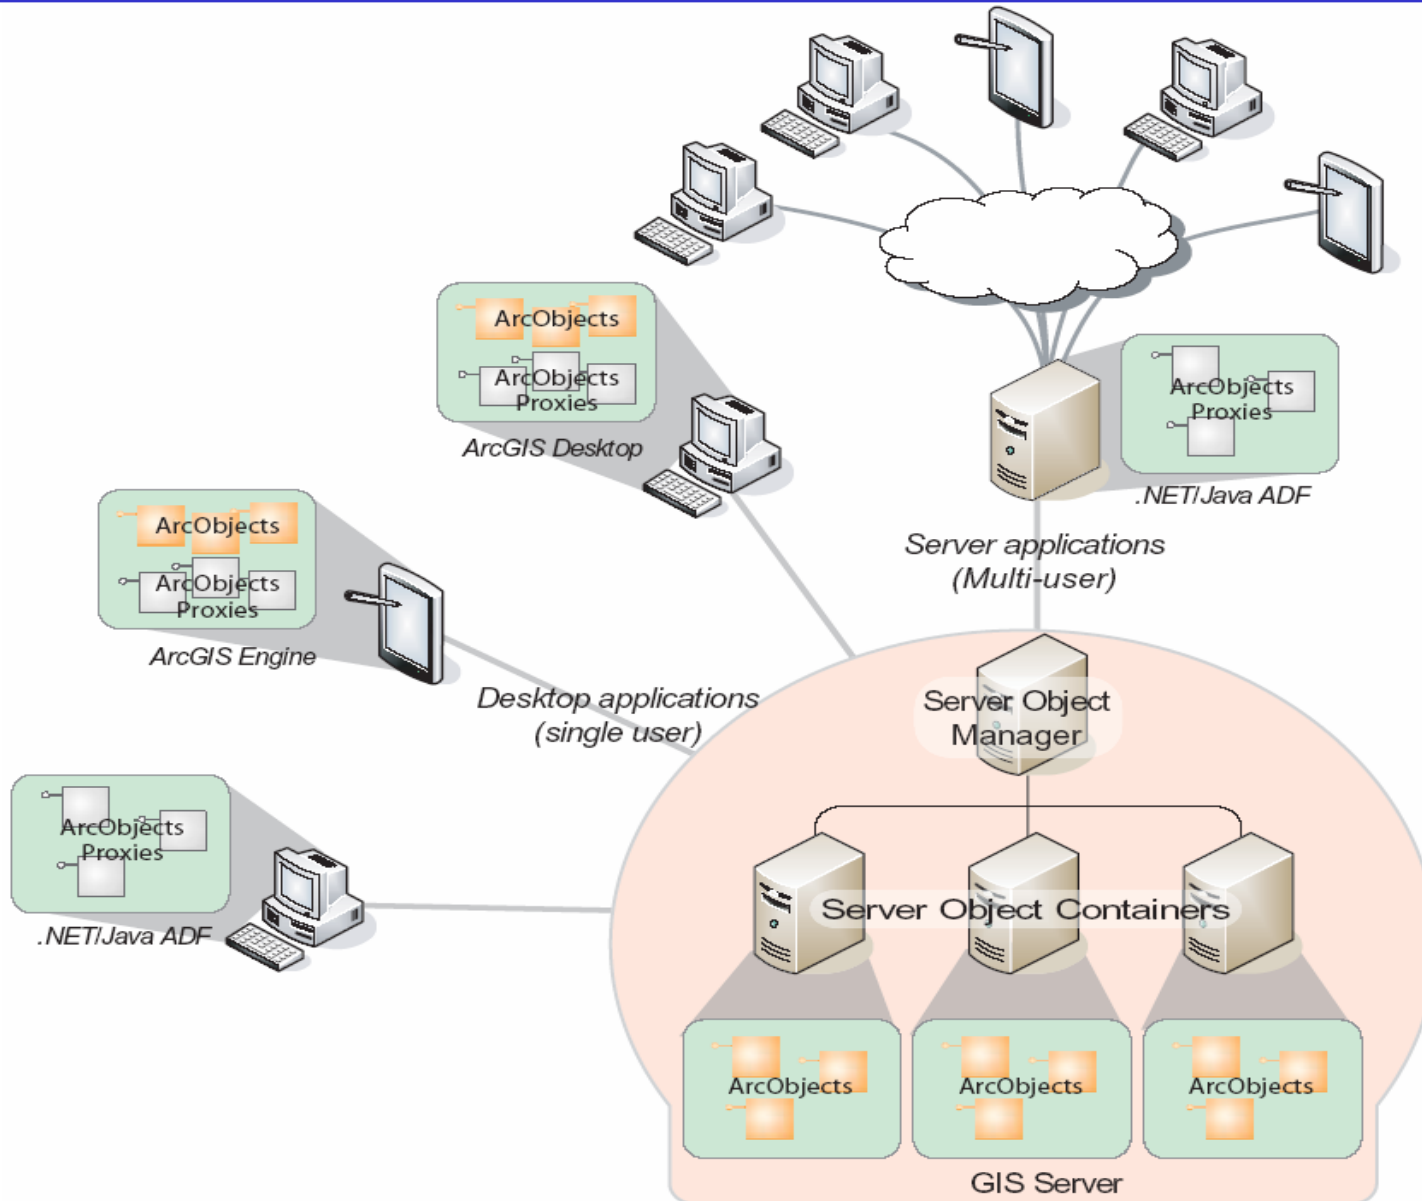 ArcObjects
ArcObjects
Proxies
ArcGIS Desktop
ArcObjects
Proxies
.NET/Java ADF
Server applications
(Multi-user)
ArcObjects
ArcObjects
Proxies
ArcGIS Engine
Desktop applications
(single user)
Server Object
Manager
ArcObjects
Proxies
.NET/Java ADF
Server Object Containers
ArcObjects
ArcObjects
ArcObjects
GIS Server